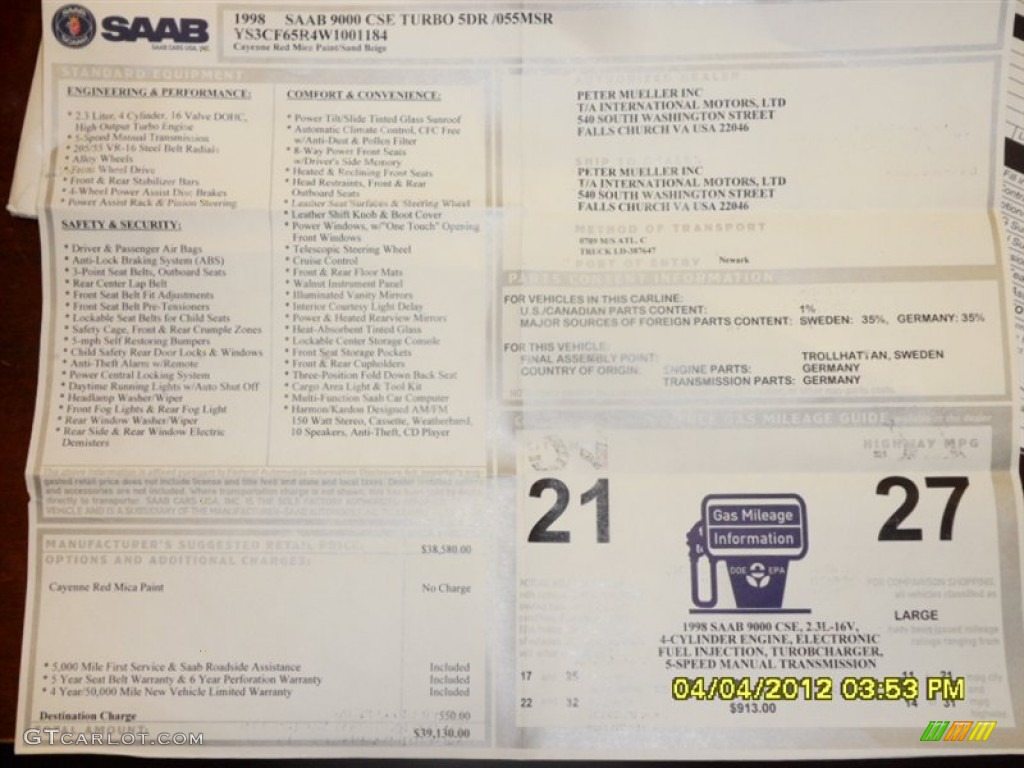 SAAB
SAAB CARS USA, INC.
1998 SAAB 9000 CSE TURBO 5DR /055MSR
YS3CF65R4W1001184
Cayenne Red Mica Paint/Sand Beige
STANDARD EQUIPMENT
ENGINEERING & PERFORMANCE:
* 2.3 Liter, 4 Cylinder, 16 Valve DOHC,
High Output Turbo Engine
* 5-Speed Manual Transmission
* 205/55 VR-16 Steel Belt Radials
* Alloy Wheels
* Front Wheel Drive
* Front & Rear Stabilizer Bars
* 4-Wheel Power Assist Disc Brakes
* Power Assist Rack & Pinion Steering
SAFETY & SECURITY:
* Driver & Passenger Air Bags
* Anti-Lock Braking System (ABS)
* 3-Point Seat Belts, Outboard Seats
* Rear Center Lap Belt
* Front Seat Belt Fit Adjustments
* Front Seat Belt Pre-Tensioners
* Lockable Seat Belts for Child Seats
* Safety Cage, Front & Rear Crumple Zones
* 5-mph Self Restoring Bumpers
* Child Safety Rear Door Locks & Windows
* Anti-Theft Alarm w/Remote
* Power Central Locking System
* Daytime Running Lights w/Auto Shut Off
* Headlamp Washer/Wiper
* Front Fog Lights & Rear Fog Light
* Rear Window Washer/Wiper
* Rear Side & Rear Window Electric
Demisters
COMFORT & CONVENIENCE:
* Power Tilt/Slide Tinted Glass Sunroof
* Automatic Climate Control, CFC Free
w/Anti-Dust & Pollen Filter
* 8-Way Power Front Seats
w/Driver's Side Memory
* Heated & Reclining Front Seats
* Head Restraints, Front & Rear
Outboard Seats
* Leather Seat Surfaces & Steering Wheel
* Leather Shift Knob & Boot Cover
* Power Windows, w/"One Touch" Opening
Front Windows
* Telescopic Steering Wheel
* Cruise Control
* Front & Rear Floor Mats
* Walnut Instrument Panel
* Illuminated Vanity Mirrors
* Interior Courtesy Light Delay
* Power & Heated Rearview Mirrors
* Heat-Absorbent Tinted Glass
* Lockable Center Storage Console
* Front Seat Storage Pockets
* Front & Rear Cupholders
* Three-Position Fold Down Back Seat
* Cargo Area Light & Tool Kit
* Multi-Function Saab Car Computer
* Harmon/Kardon Designed AM/FM
150 Watt Stereo, Cassette, Weatherband,
10 Speakers, Anti-Theft, CD Player
AUTHORIZED DEALER
PETER MUELLER INC
T/A INTERNATIONAL MOTORS, LTD
540 SOUTH WASHINGTON STREET
FALLS CHURCH VA USA 22046
SHIP TO
PETER MUELLER INC
T/A INTERNATIONAL MOTORS, LTD
540 SOUTH WASHINGTON STREET
FALLS CHURCH VA USA 22046
METHOD OF TRANSPORT
0789 M/S ATL. C
TRUCK LD-387647
PORT OF ENTRY Newark
PARTS CONTENT INFORMATION
FOR VEHICLES IN THIS CARLINE:
U.S./CANADIAN PARTS CONTENT: 1%
MAJOR SOURCES OF FOREIGN PARTS CONTENT: SWEDEN: 35%, GERMANY: 35%
FOR THIS VEHICLE:
FINAL ASSEMBLY POINT: TROLLHATTAN, SWEDEN
COUNTRY OF ORIGIN: ENGINE PARTS: GERMANY
TRANSMISSION PARTS: GERMANY
GAS MILEAGE GUIDE
HIGHWAY MPG
21
27
Gas Mileage
Information
DOE EPA
LARGE
1998 SAAB 9000 CSE, 2.3L-16V,
4-CYLINDER ENGINE, ELECTRONIC
FUEL INJECTION, TUROBCHARGER,
5-SPEED MANUAL TRANSMISSION
17 25
11 21
22 32
14 31
$913.00
MANUFACTURER'S SUGGESTED RETAIL PRICE: $38,580.00
OPTIONS AND ADDITIONAL CHARGES:
Cayenne Red Mica Paint No Charge
* 5,000 Mile First Service & Saab Roadside Assistance Included
* 5 Year Seat Belt Warranty & 6 Year Perforation Warranty Included
* 4 Year/50,000 Mile New Vehicle Limited Warranty Included
Destination Charge 550.00
TOTAL AMOUNT: $39,130.00
04/04/2012 03:53 PM
GTCarLot.com